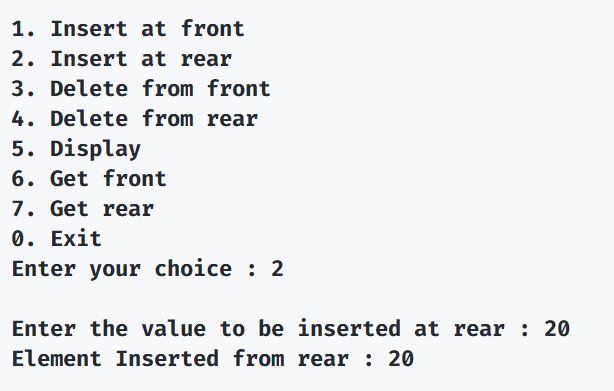 1. Insert at front
2. Insert at rear
3. Delete from front
4. Delete from rear
5. Display
6. Get front
7. Get rear
0. Exit
Enter your choice : 2
Enter the value to be inserted at rear : 20
Element Inserted from rear : 20